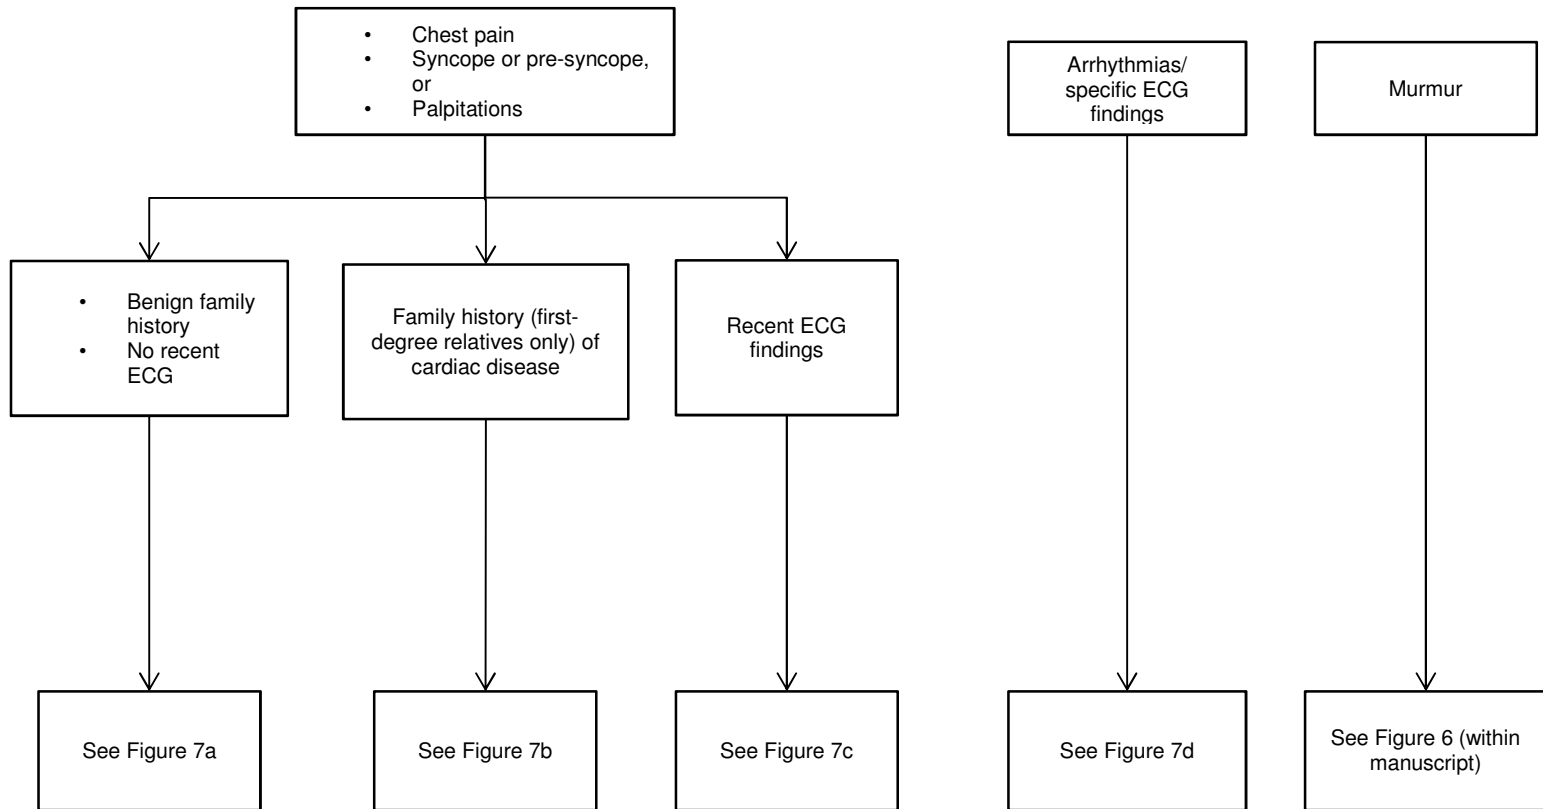 • Chest pain
• Syncope or pre-syncope,
or
• Palpitations
Arrhythmias/
specific ECG
findings
Murmur
• Benign family
history
• No recent
ECG
Family history (first-
degree relatives only) of
cardiac disease
Recent ECG
findings
See Figure 7a
See Figure 7b
See Figure 7c
See Figure 7d
See Figure 6 (within
manuscript)